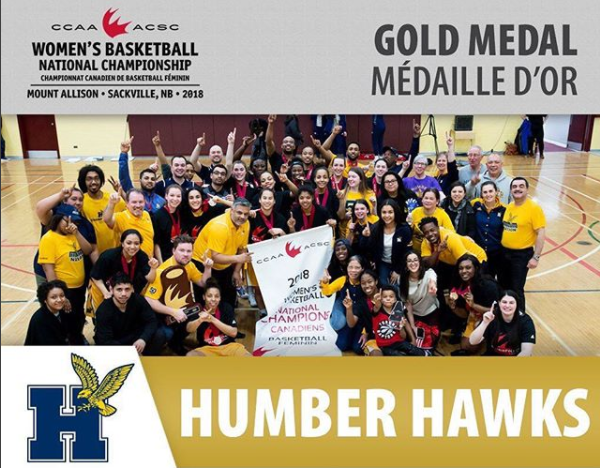 CCAA ACSC
WOMEN'S BASKETBALL
NATIONAL CHAMPIONSHIP
CHAMPIONNAT CANADIEN DE BASKETBALL FÉMININ
MOUNT ALLISON • SACKVILLE, NB • 2018
GOLD MEDAL
MÉDAILLE D'OR
CCAA ACSC
2018
WOMEN'S
BASKETBALL
NATIONAL
CHAMPIONS
CANADIENS
BASKETBALL
FÉMININ
H
HUMBER HAWKS